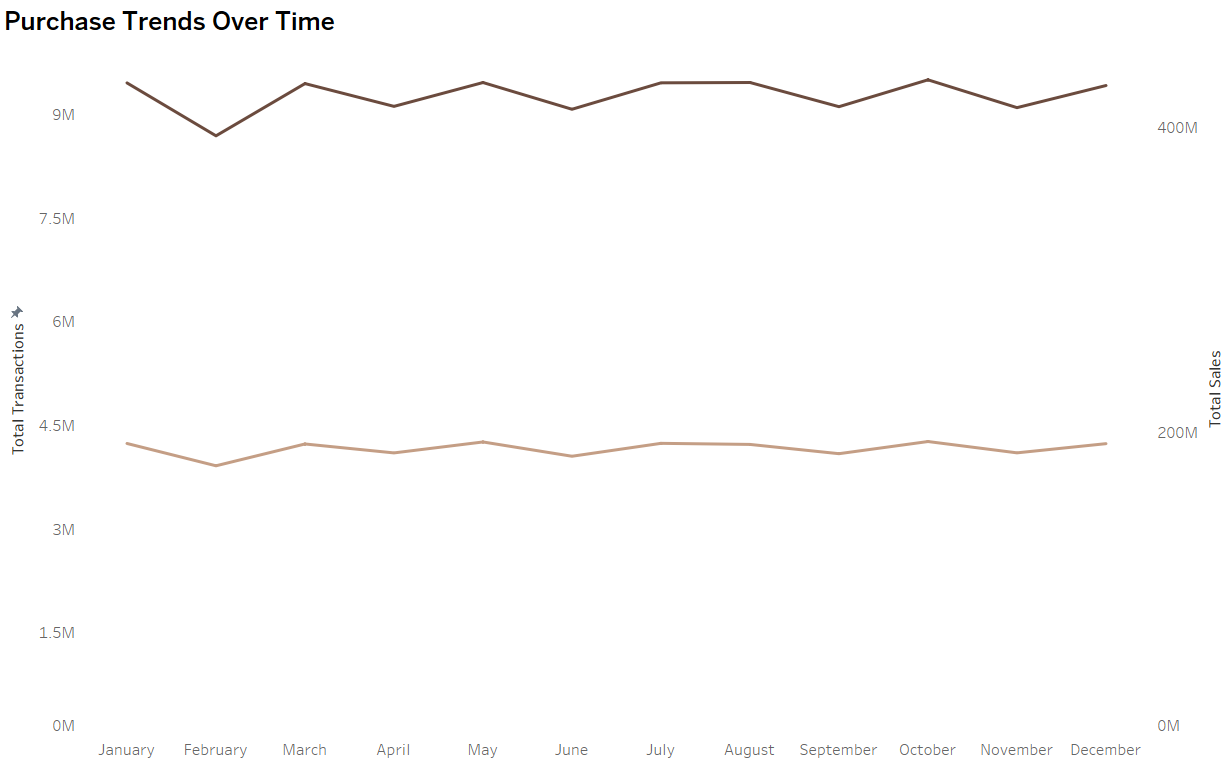 Purchase Trends Over Time
9M
7.5M
6M
4.5M
3M
1.5M
0M
Total Transactions
400M
200M
0M
Total Sales
January February March April May June July August September October November December